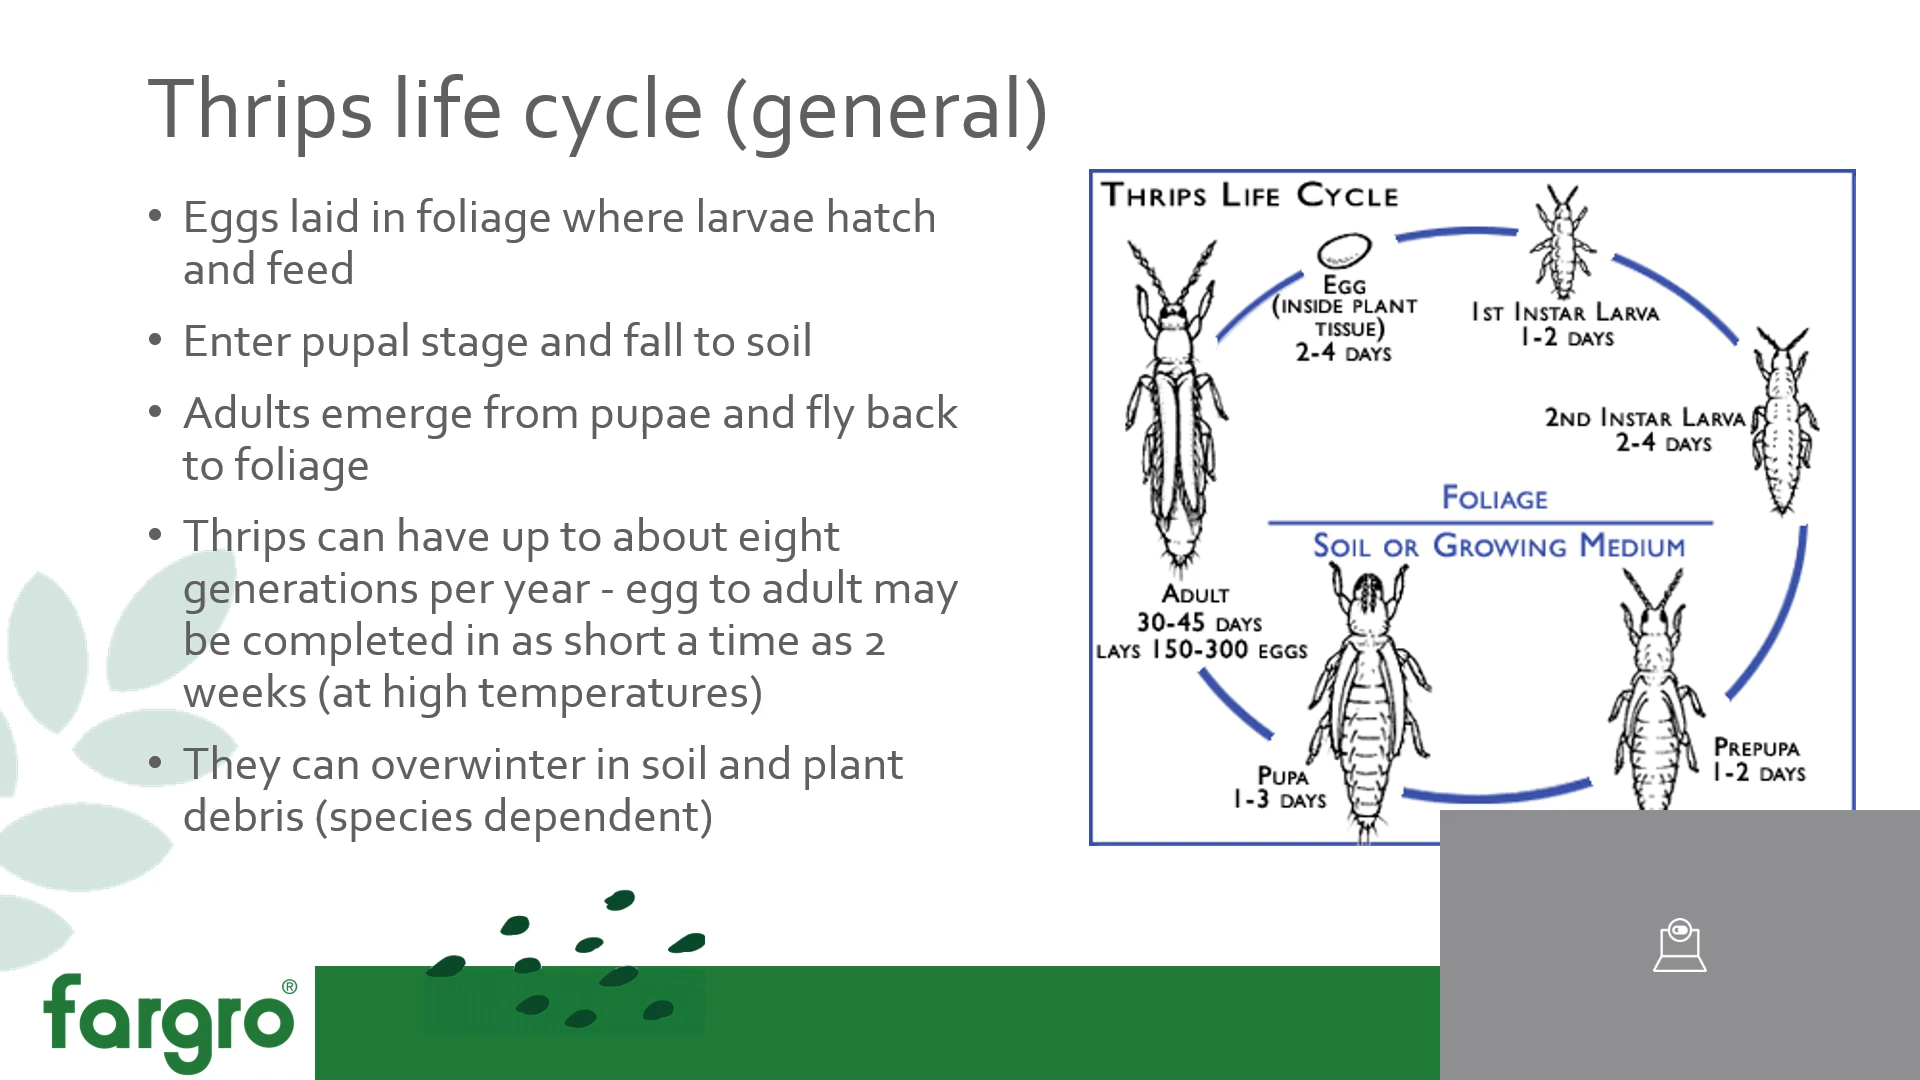 Thrips life cycle (general)
• Eggs laid in foliage where larvae hatch
and feed
• Enter pupal stage and fall to soil
• Adults emerge from pupae and fly back
to foliage
• Thrips can have up to about eight
generations per year - egg to adult may
be completed in as short a time as 2
weeks (at high temperatures)
• They can overwinter in soil and plant
debris (species dependent)
THRIPS LIFE CYCLE
EGG
(INSIDE PLANT
TISSUE)
2-4 DAYS
1ST INSTAR LARVA
1-2 DAYS
2ND INSTAR LARVA
2-4 DAYS
FOLIAGE
SOIL OR GROWING MEDIUM
ADULT
30-45 DAYS
LAYS 150-300 EGGS
PREPUPA
1-2 DAYS
PUPA
1-3 DAYS
fargro®